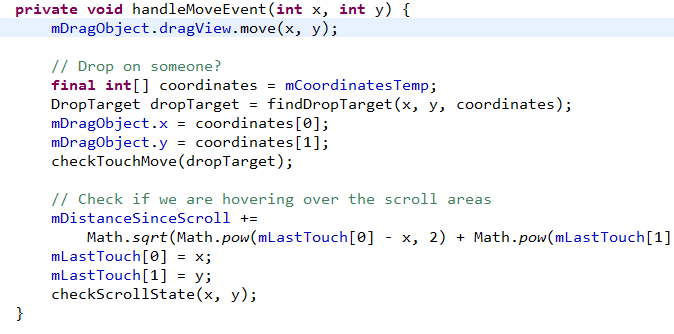 private void handleMoveEvent(int x, int y) {
    mDragObject.dragView.move(x, y);

    // Drop on someone?
    final int[] coordinates = mCoordinatesTemp;
    DropTarget dropTarget = findDropTarget(x, y, coordinates);
    mDragObject.x = coordinates[0];
    mDragObject.y = coordinates[1];
    checkTouchMove(dropTarget);

    // Check if we are hovering over the scroll areas
    mDistanceSinceScroll +=
        Math.sqrt(Math.pow(mLastTouch[0] - x, 2) + Math.pow(mLastTouch[1]
    mLastTouch[0] = x;
    mLastTouch[1] = y;
    checkScrollState(x, y);
}